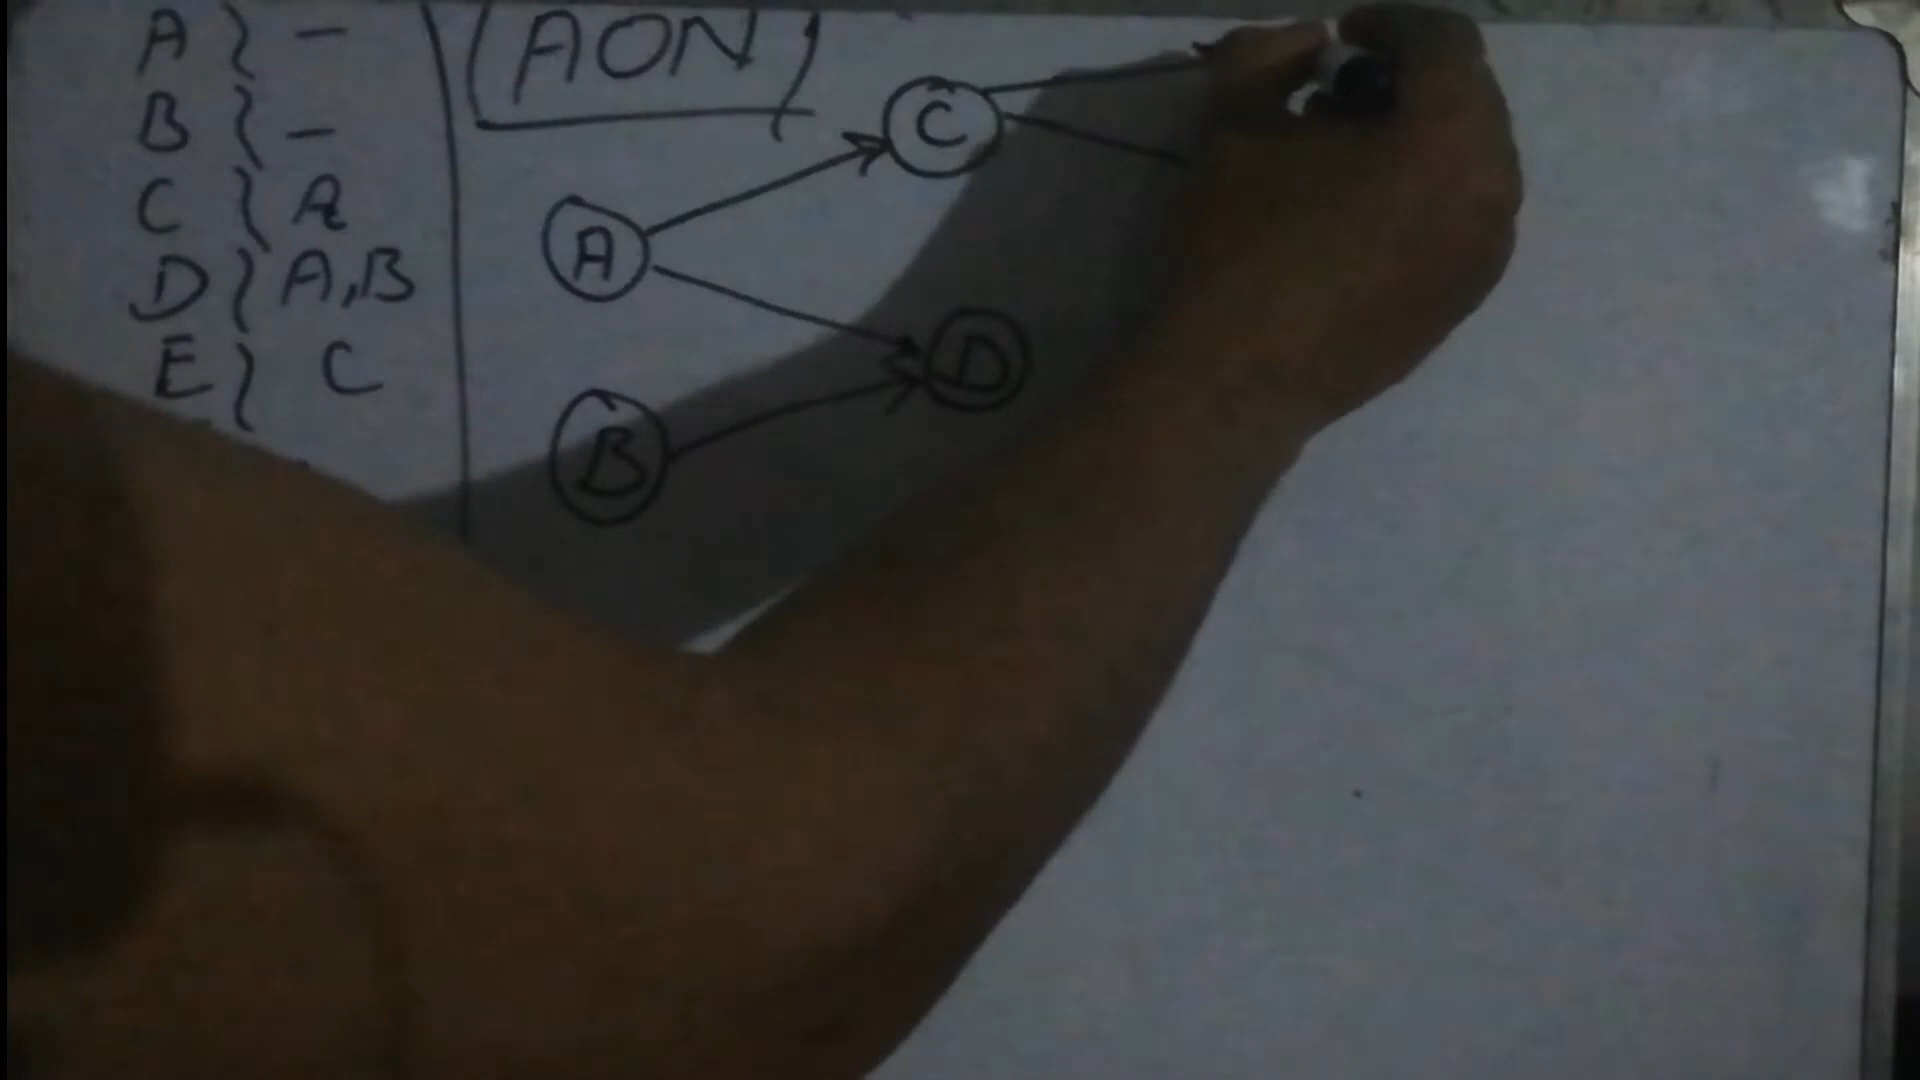 A } -
B } -
C } A
D } A,B
E } C
(AON)
C
A
D
B